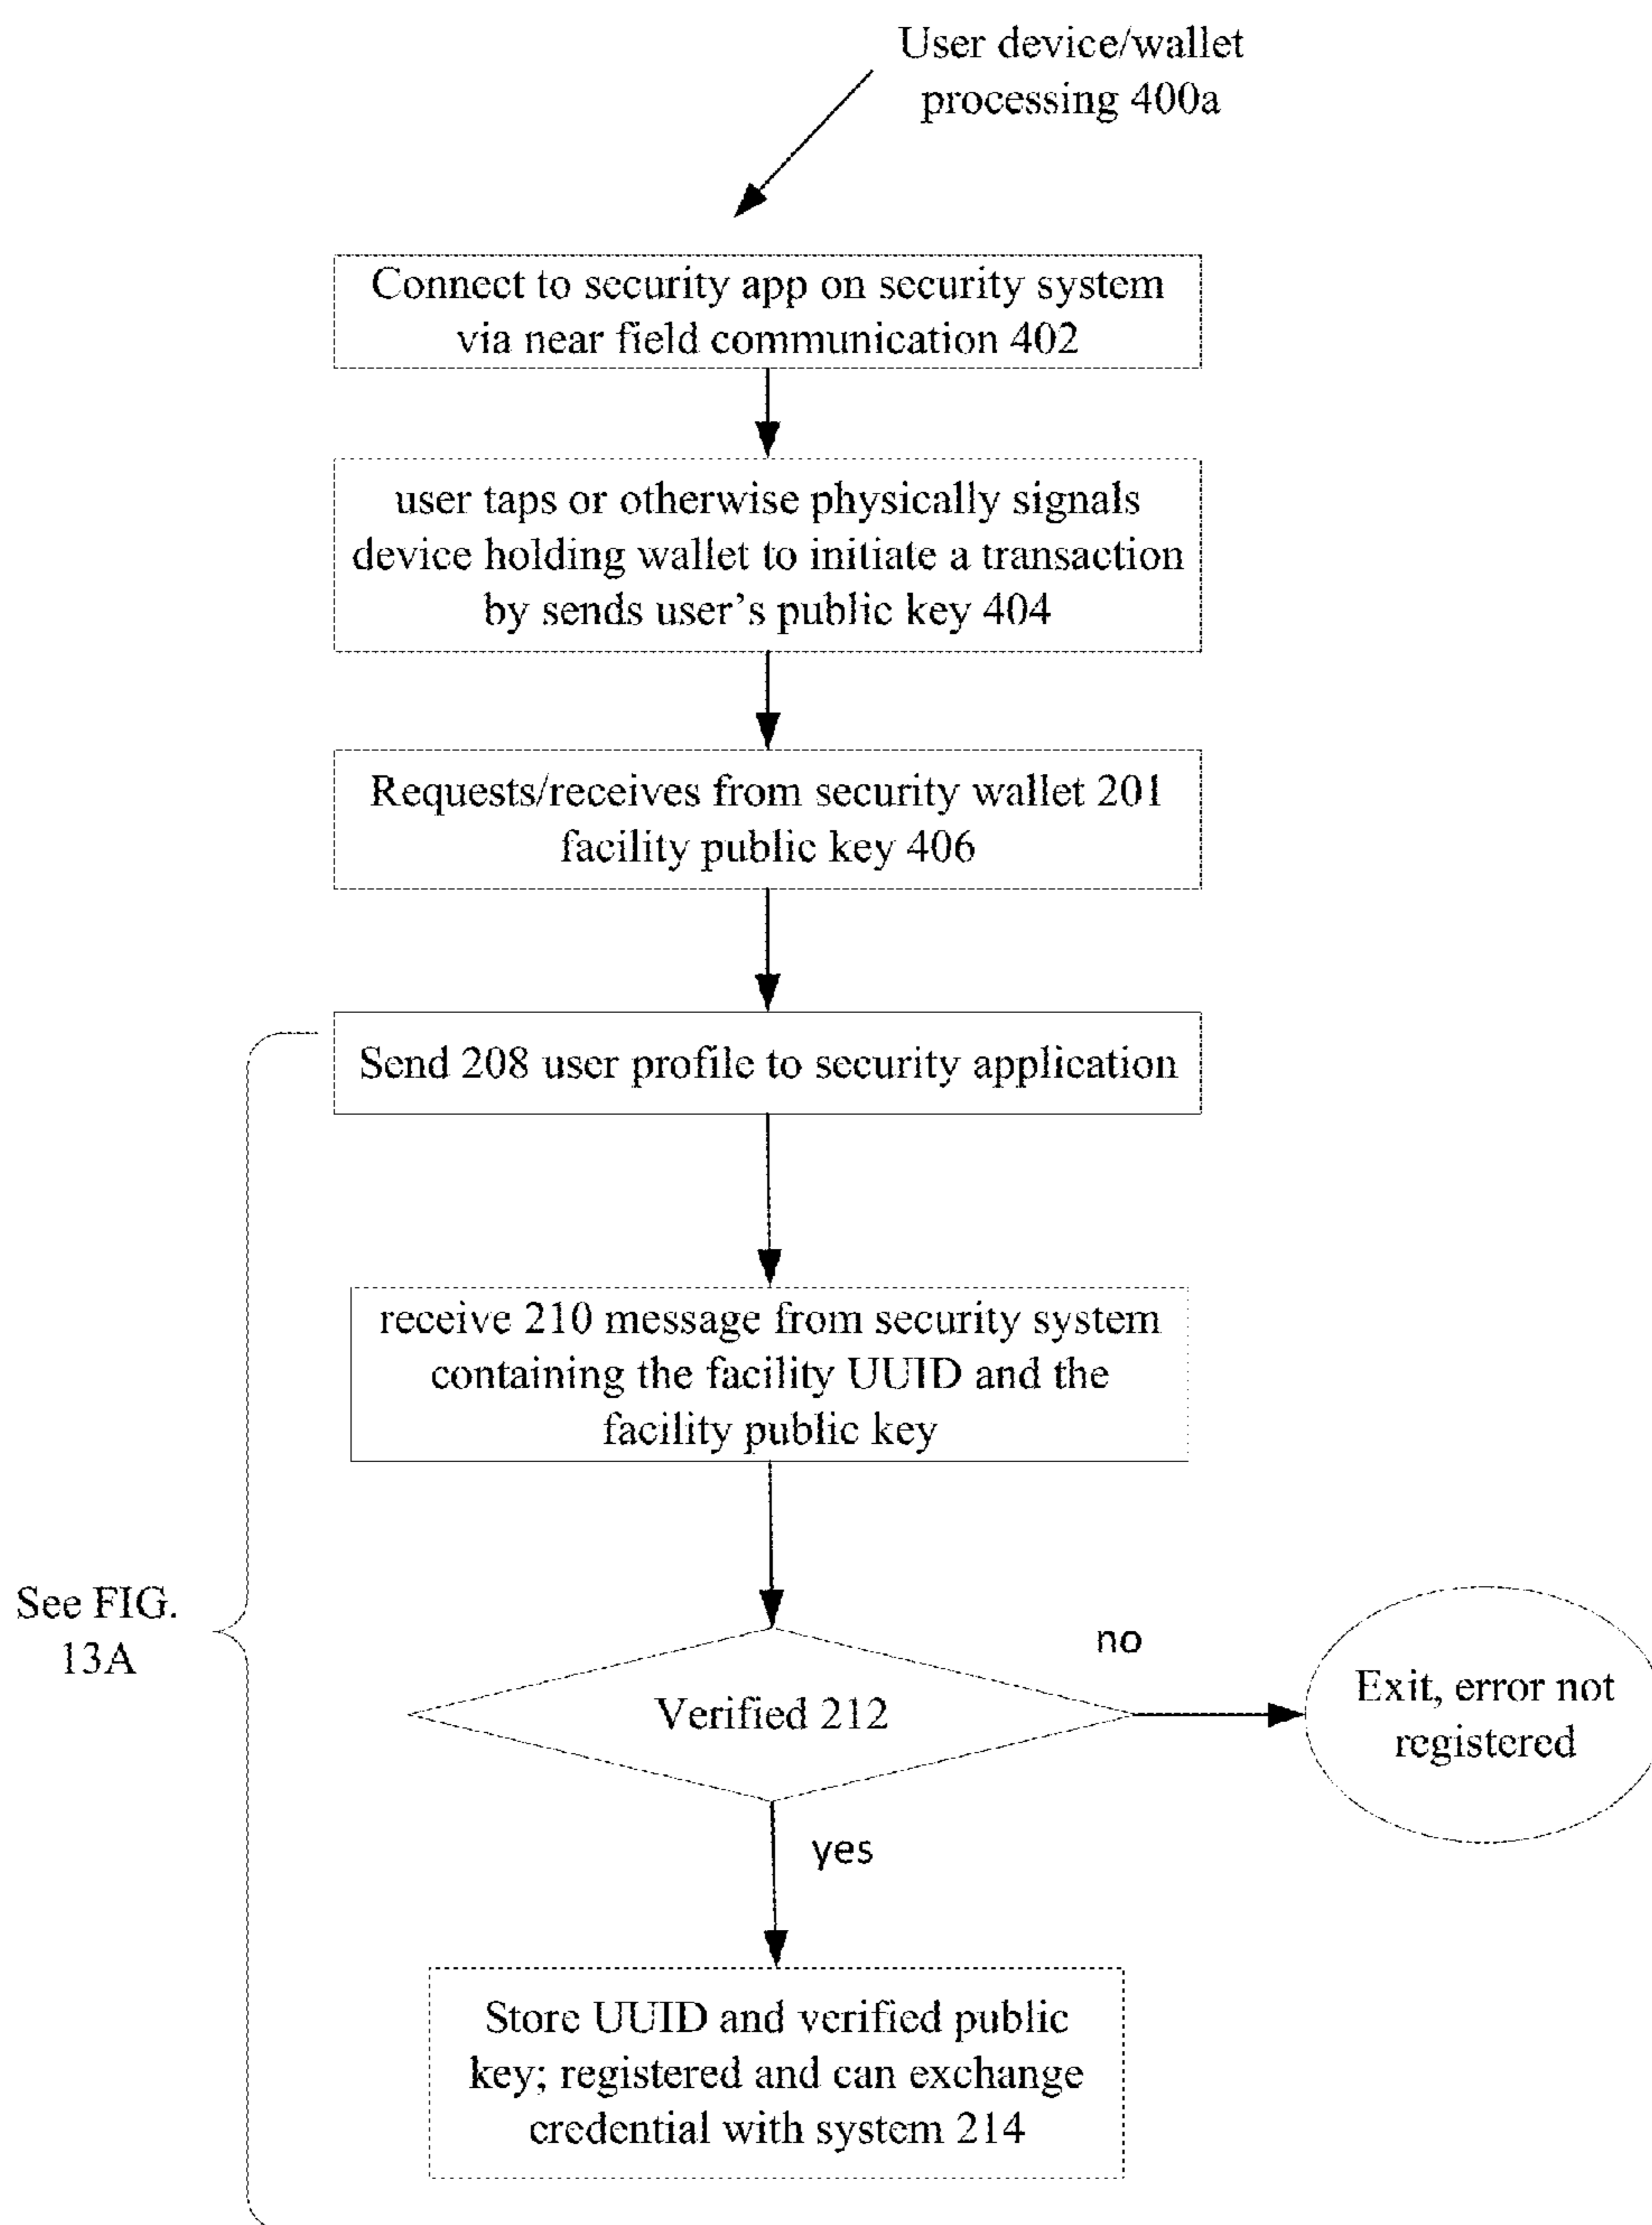 User device/wallet
processing 400a
Connect to security app on security system
via near field communication 402
user taps or otherwise physically signals
device holding wallet to initiate a transaction
by sends user's public key 404
Requests/receives from security wallet 201
facility public key 406
Send 208 user profile to security application
receive 210 message from security system
containing the facility UUID and the
facility public key
See FIG.
13A
no
Verified 212
Exit, error not
registered
yes
Store UUID and verified public
key; registered and can exchange
credential with system 214